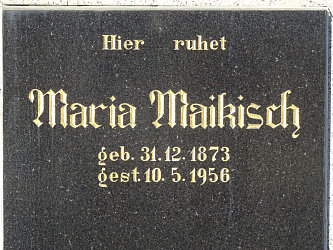 Hier ruhet
Maria Maikisch
geb. 31. 12. 1873
gest. 10. 5. 1956